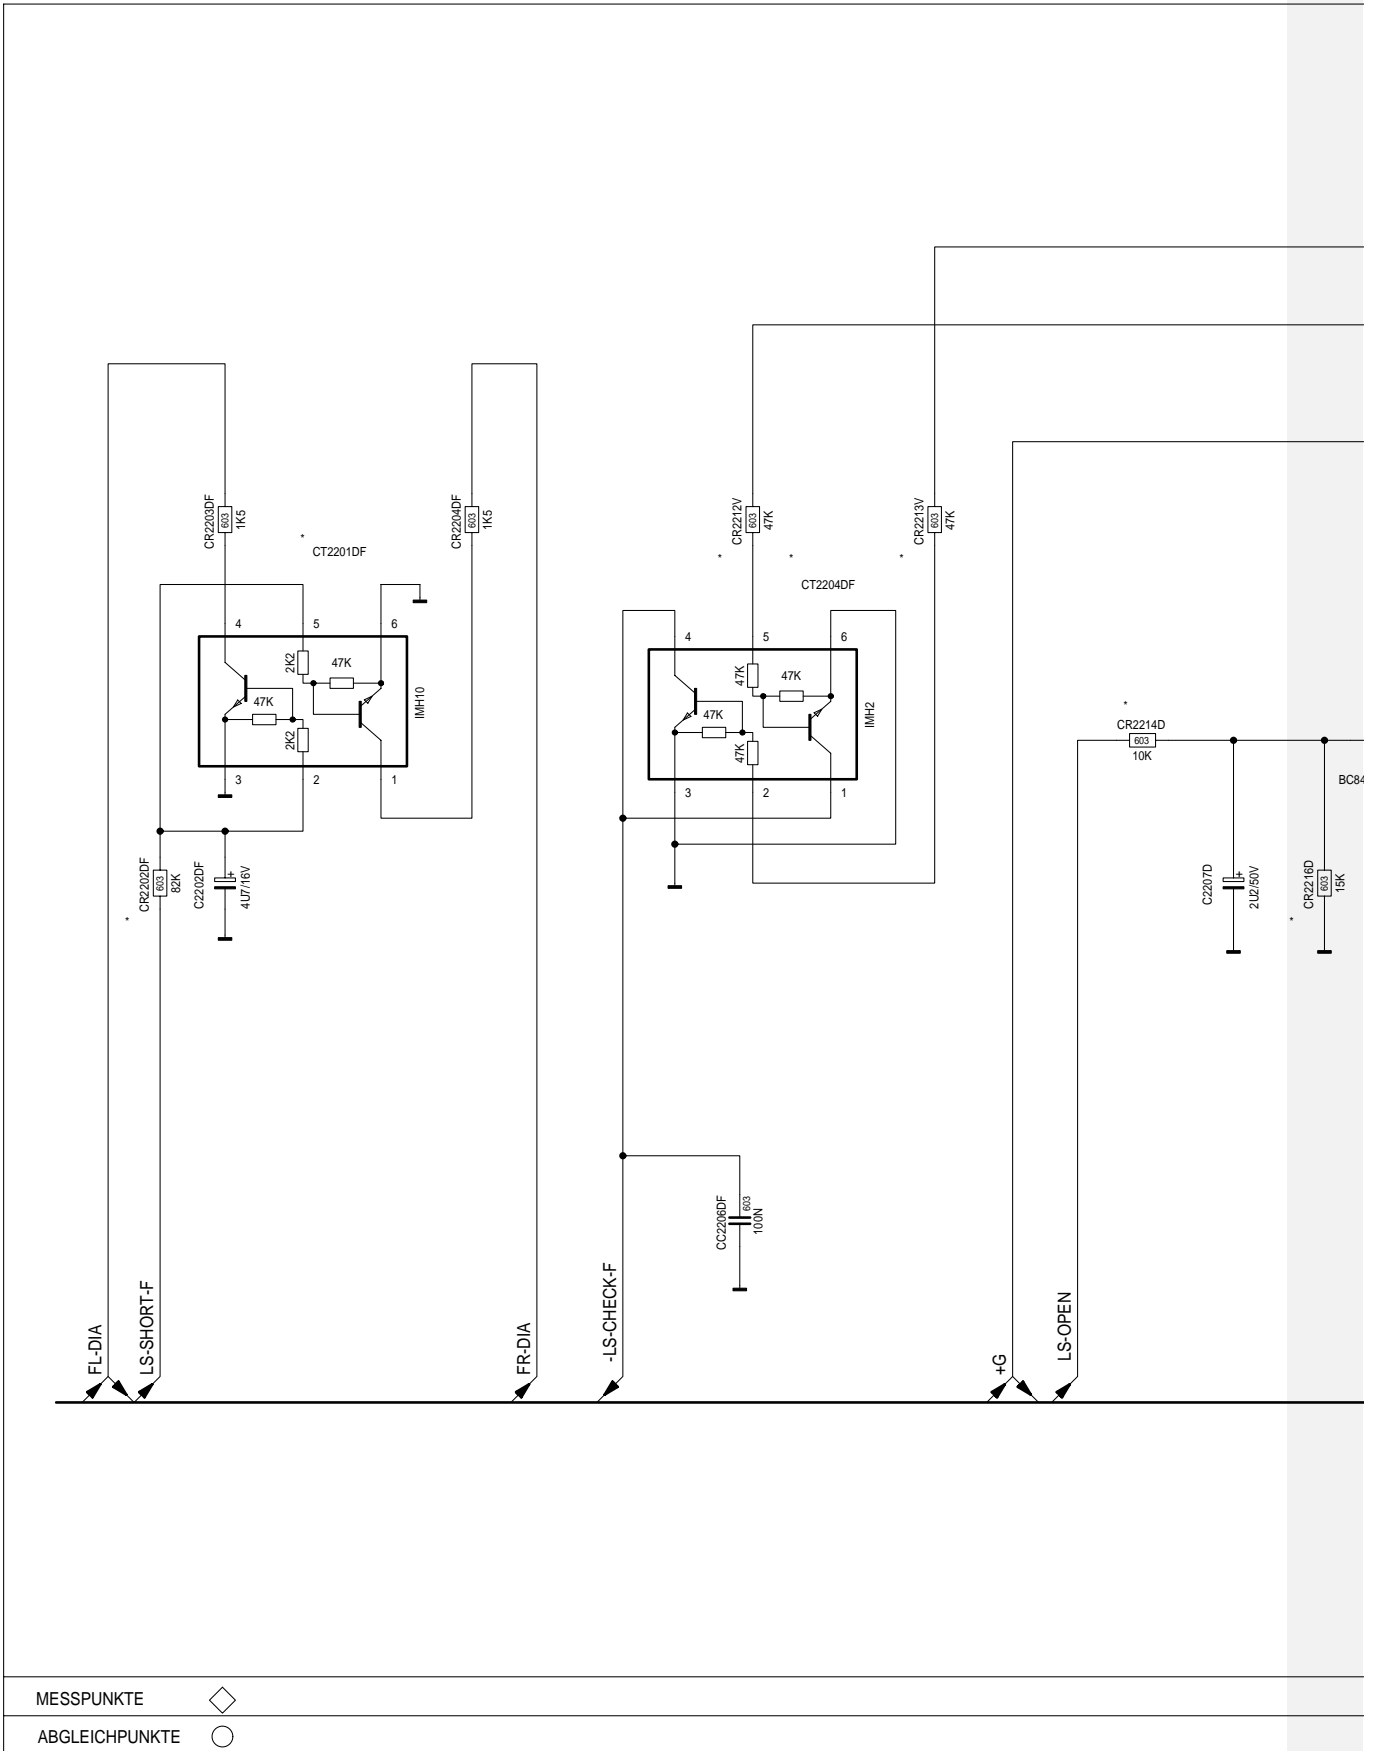 CR2203DF
603
1K5
*
CT2201DF
CR2204DF
603
1K5
4
5
6
2K2
47K
47K
2K2
IMH10
3
2
1
CR2202DF
603
82K
*
C2202DF
+
4U7/16V
CR2212V
603
47K
*
*
CT2204DF
CR2213V
603
47K
*
4
5
6
47K
47K
47K
47K
IMH2
3
2
1
*
CR2214D
603
10K
BC84
C2207D
+
2U2/50V
CR2216D
603
15K
*
CC2206DF
603
100N
FL-DIA
LS-SHORT-F
FR-DIA
-LS-CHECK-F
+G
LS-OPEN
MESSPUNKTE
ABGLEICHPUNKTE